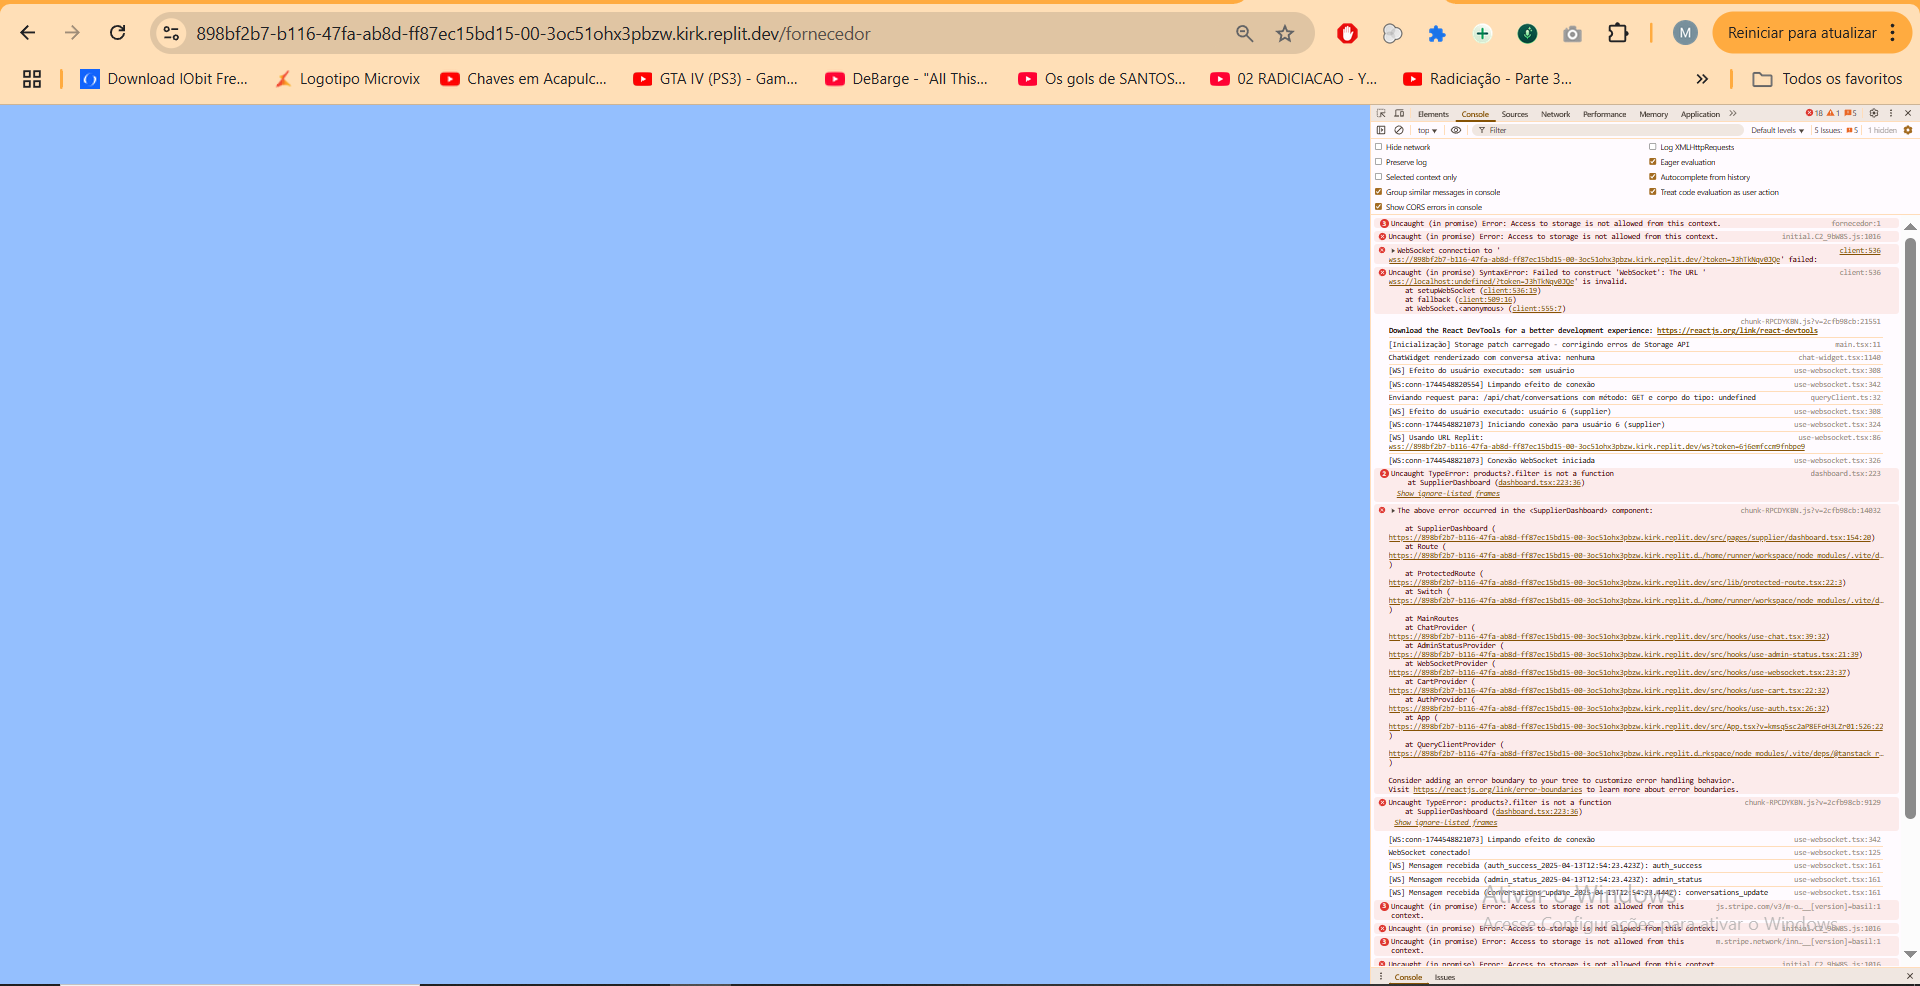 898bf2b7-b116-47fa-ab8d-ff87ec15bd15-00-3oc51ohx3pbzw.kirk.replit.dev/fornecedor
M
Reiniciar para atualizar
Download IObit Fre...
Logotipo Microvix
Chaves em Acapulc...
GTA IV (PS3) - Gam...
DeBarge - "All This...
Os gols de SANTOS...
02 RADICIACAO - Y...
Radiciação - Parte 3...
»
Todos os favoritos
Elements Console Sources Network Performance Memory Application » 18 1 5
top Filter Default levels 5 Issues: 5 1 hidden
Hide network Log XMLHttpRequests
Preserve log Eager evaluation
Selected context only Autocomplete from history
Group similar messages in console Treat code evaluation as user action
Show CORS errors in console
3 Uncaught (in promise) Error: Access to storage is not allowed from this context. fornecedor:1
Uncaught (in promise) Error: Access to storage is not allowed from this context. initial.C2_9bWBS.js:1016
WebSocket connection to ' client:536
wss://898bf2b7-b116-47fa-ab8d-ff87ec15bd15-00-3oc51ohx3pbzw.kirk.replit.dev/?token=J3hTkNqv0JQe' failed:
Uncaught (in promise) SyntaxError: Failed to construct 'WebSocket': The URL ' client:536
wss://localhost:undefined/?token=J3hTkNqv0JQe' is invalid.
at setupWebSocket (client:536:19)
at fallback (client:509:16)
at WebSocket.<anonymous> (client:555:7)
chunk-RPCDYKBN.js?v=2cfb98cb:21551
Download the React DevTools for a better development experience: https://reactjs.org/link/react-devtools
[Inicialização] Storage patch carregado - corrigindo erros de Storage API main.tsx:11
ChatWidget renderizado com conversa ativa: nenhuma chat-widget.tsx:1140
[WS] Efeito do usuário executado: sem usuário use-websocket.tsx:308
[WS:conn-1744548820554] Limpando efeito de conexão use-websocket.tsx:342
Enviando request para: /api/chat/conversations com método: GET e corpo do tipo: undefined queryClient.ts:32
[WS] Efeito do usuário executado: usuário 6 (supplier) use-websocket.tsx:308
[WS:conn-1744548821073] Iniciando conexão para usuário 6 (supplier) use-websocket.tsx:324
[WS] Usando URL Replit: use-websocket.tsx:86
wss://898bf2b7-b116-47fa-ab8d-ff87ec15bd15-00-3oc51ohx3pbzw.kirk.replit.dev/ws?token=6j6omfccm9fnbpe9
[WS:conn-1744548821073] Conexão WebSocket iniciada use-websocket.tsx:326
2 Uncaught TypeError: products?.filter is not a function dashboard.tsx:223
at SupplierDashboard (dashboard.tsx:223:36)
Show ignore-listed frames
The above error occurred in the <SupplierDashboard> component: chunk-RPCDYKBN.js?v=2cfb98cb:14032
at SupplierDashboard (
https://898bf2b7-b116-47fa-ab8d-ff87ec15bd15-00-3oc51ohx3pbzw.kirk.replit.dev/src/pages/supplier/dashboard.tsx:154:20)
at Route (
https://898bf2b7-b116-47fa-ab8d-ff87ec15bd15-00-3oc51ohx3pbzw.kirk.replit.d…/home/runner/workspace/node_modules/.vite/d…
)
at ProtectedRoute (
https://898bf2b7-b116-47fa-ab8d-ff87ec15bd15-00-3oc51ohx3pbzw.kirk.replit.dev/src/lib/protected-route.tsx:22:3)
at Switch (
https://898bf2b7-b116-47fa-ab8d-ff87ec15bd15-00-3oc51ohx3pbzw.kirk.replit.d…/home/runner/workspace/node_modules/.vite/d…
)
at MainRoutes
at ChatProvider (
https://898bf2b7-b116-47fa-ab8d-ff87ec15bd15-00-3oc51ohx3pbzw.kirk.replit.dev/src/hooks/use-chat.tsx:39:32)
at AdminStatusProvider (
https://898bf2b7-b116-47fa-ab8d-ff87ec15bd15-00-3oc51ohx3pbzw.kirk.replit.dev/src/hooks/use-admin-status.tsx:21:39)
at WebSocketProvider (
https://898bf2b7-b116-47fa-ab8d-ff87ec15bd15-00-3oc51ohx3pbzw.kirk.replit.dev/src/hooks/use-websocket.tsx:23:37)
at CartProvider (
https://898bf2b7-b116-47fa-ab8d-ff87ec15bd15-00-3oc51ohx3pbzw.kirk.replit.dev/src/hooks/use-cart.tsx:22:32)
at AuthProvider (
https://898bf2b7-b116-47fa-ab8d-ff87ec15bd15-00-3oc51ohx3pbzw.kirk.replit.dev/src/hooks/use-auth.tsx:26:32)
at App (
https://898bf2b7-b116-47fa-ab8d-ff87ec15bd15-00-3oc51ohx3pbzw.kirk.replit.dev/src/App.tsx?v=kmsq5sc2aP8EFoH3LZr01:526:22
)
at QueryClientProvider (
https://898bf2b7-b116-47fa-ab8d-ff87ec15bd15-00-3oc51ohx3pbzw.kirk.replit.d…rkspace/node_modules/.vite/deps/@tanstack_r…
)
Consider adding an error boundary to your tree to customize error handling behavior.
Visit https://reactjs.org/link/error-boundaries to learn more about error boundaries.
Uncaught TypeError: products?.filter is not a function chunk-RPCDYKBN.js?v=2cfb98cb:9129
at SupplierDashboard (dashboard.tsx:223:36)
Show ignore-listed frames
[WS:conn-1744548821073] Limpando efeito de conexão use-websocket.tsx:342
WebSocket conectado! use-websocket.tsx:125
[WS] Mensagem recebida (auth_success_2025-04-13T12:54:23.423Z): auth_success use-websocket.tsx:161
[WS] Mensagem recebida (admin_status_2025-04-13T12:54:23.423Z): admin_status use-websocket.tsx:161
[WS] Mensagem recebida (conversations_update_2025-04-13T12:54:23.444Z): conversations_update use-websocket.tsx:161
Ativar o Windows
3 Uncaught (in promise) Error: Access to storage is not allowed from this js.stripe.com/v3/m-o…__[version]=basil:1
context.
Acesse Configurações para ativar o Windows.
Uncaught (in promise) Error: Access to storage is not allowed from this context. initial.C2_9bWBS.js:1016
3 Uncaught (in promise) Error: Access to storage is not allowed from this m.stripe.network/inn…__[version]=basil:1
context.
Uncaught (in promise) Error: Access to storage is not allowed from this context. initial.C2_9bWBS.js:1016
Console Issues